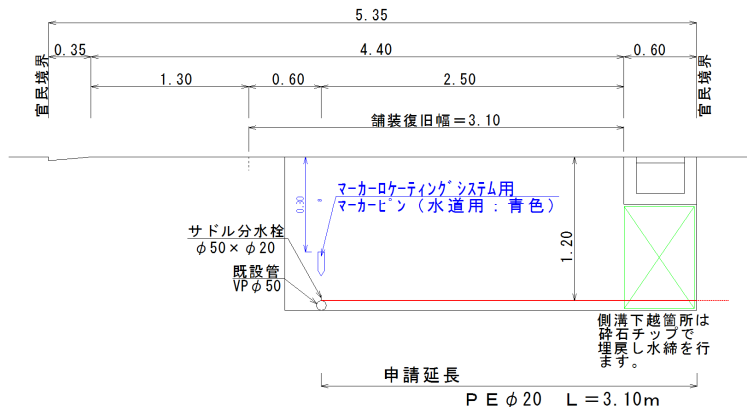 5.35
0.35
4.40
0.60
1.30
0.60
2.50
官民境界
官民境界
舗装復旧幅＝3.10
0.30
マーカーロケーティングシステム用
マーカーピン（水道用：青色）
サドル分水栓
φ50×φ20
既設管
VPφ50
1.20
側溝下越箇所は
砕石チップで
埋戻し水締を行
ます。
申請延長
ＰＥφ20　Ｌ＝3.10ｍ